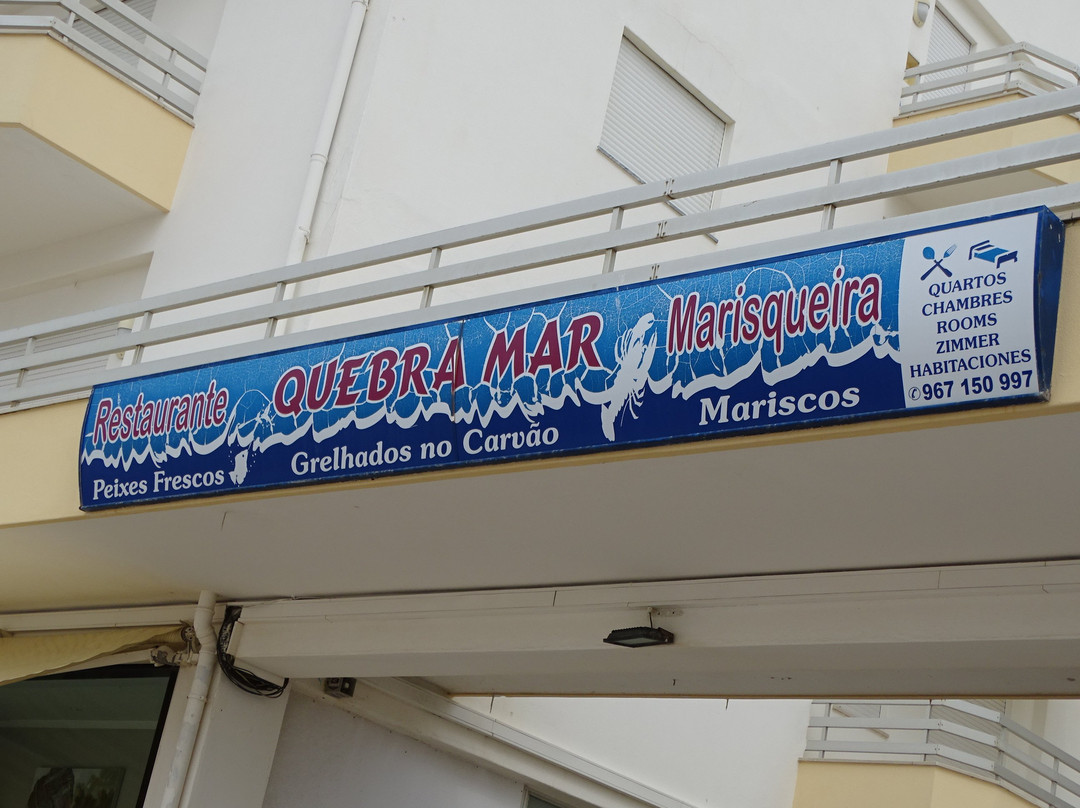 Restaurante QUEBRA MAR Marisqueira
Peixes Frescos Grelhados no Carvão Mariscos
QUARTOS
CHAMBRES
ROOMS
ZIMMER
HABITACIONES
✆967 150 997